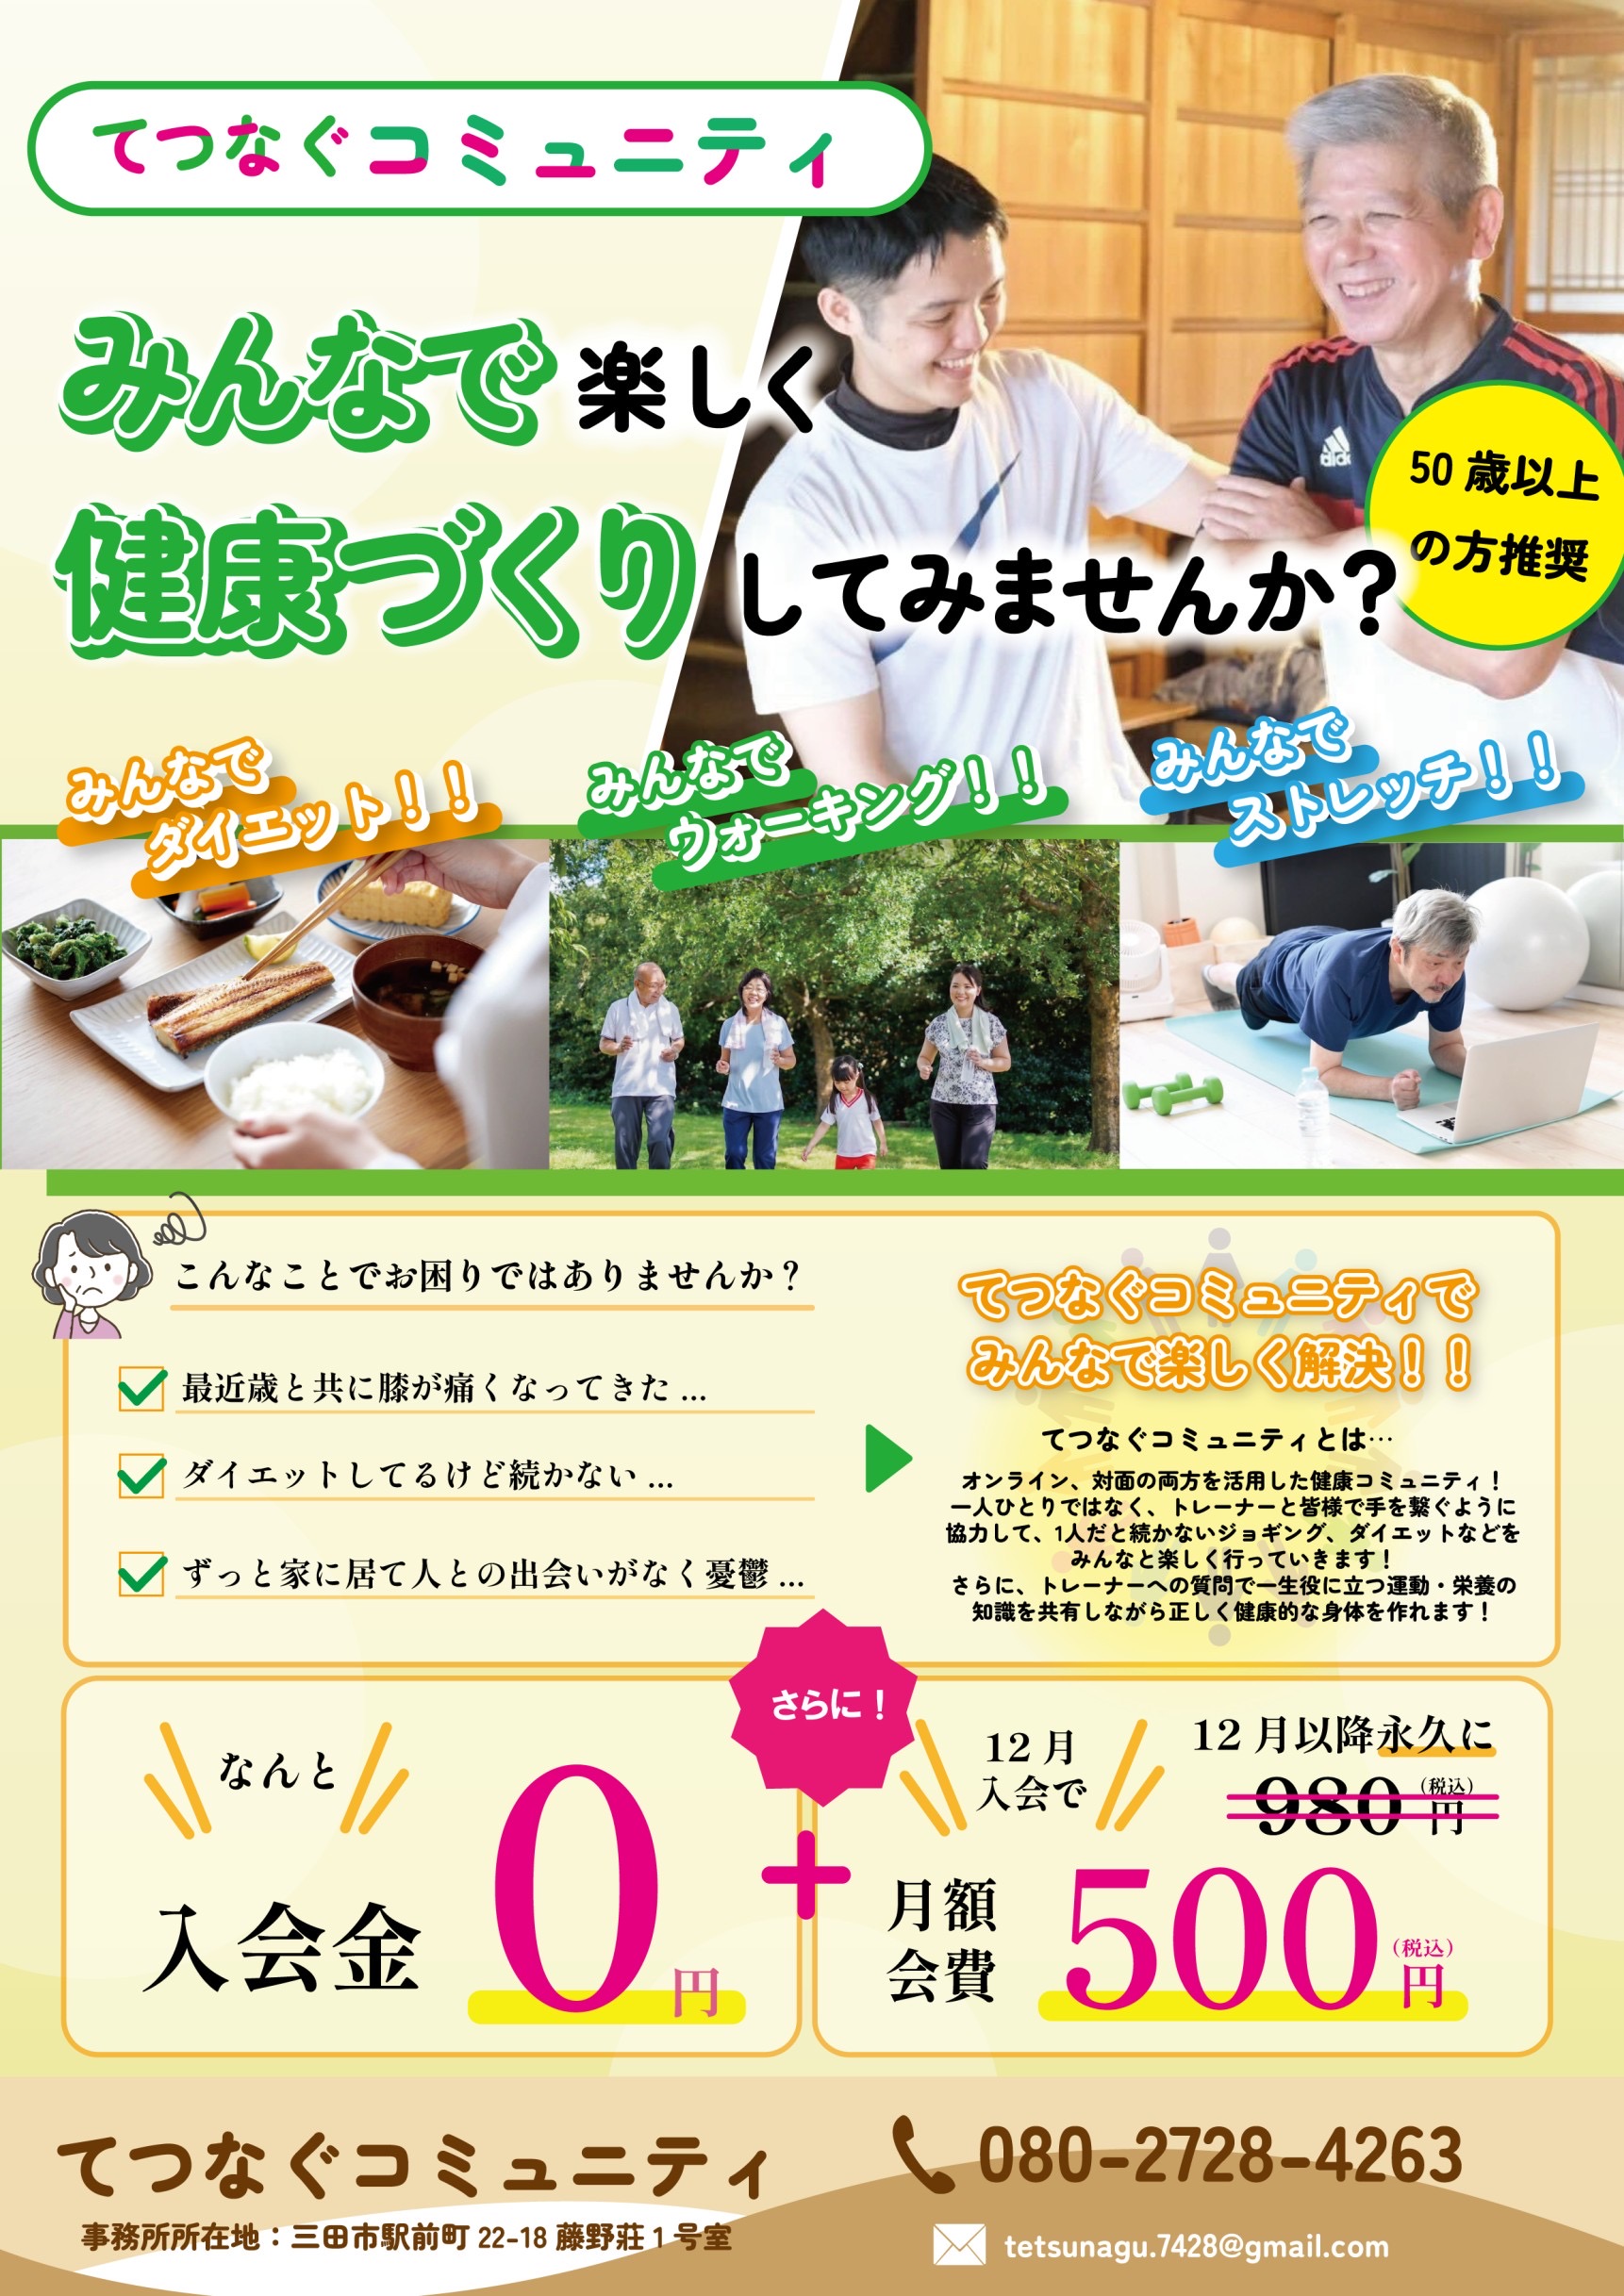 てつなぐコミュニティ
みんなで楽しく
健康づくりしてみませんか?
50歳以上
の方推奨
みんなで
ダイエット！！
みんなで
ウォーキング！！
みんなで
ストレッチ！！
adidas
こんなことでお困りではありませんか？
最近歳と共に膝が痛くなってきた...
ダイエットしてるけど続かない...
ずっと家に居て人との出会いがなく憂鬱...
てつなぐコミュニティで
みんなで楽しく解決！！
てつなぐコミュニティとは…
オンライン、対面の両方を活用した健康コミュニティ！
一人ひとりではなく、トレーナーと皆様で手を繋ぐように
協力して、1人だと続かないジョギング、ダイエットなどを
みんなと楽しく行っていきます！
さらに、トレーナーへの質問で一生役に立つ運動・栄養の
知識を共有しながら正しく健康的な身体を作れます！
なんと
入会金 0円
さらに！
+
12月
入会で
12月以降永久に
980円（税込）
月額
会費
500円（税込）
てつなぐコミュニティ
事務所所在地：三田市駅前町22-18藤野荘1号室
080-2728-4263
tetsunagu.7428@gmail.com